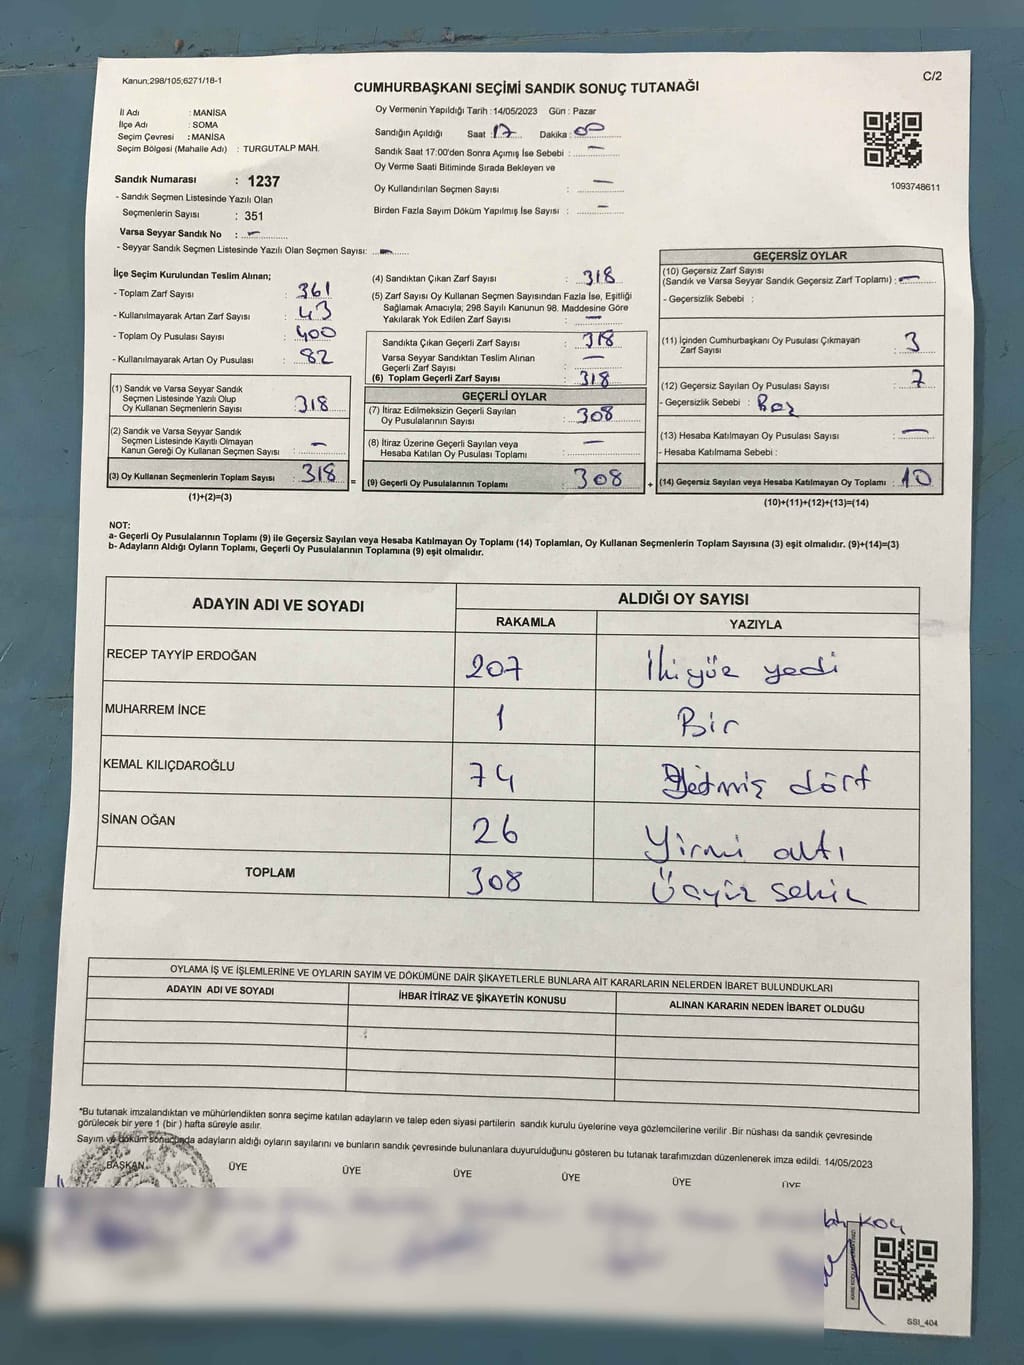 Kanun;298/105;6271/18-1
C/2
CUMHURBAŞKANI SEÇİMİ SANDIK SONUÇ TUTANAĞI
İl Adı : MANİSA
İlçe Adı : SOMA
Seçim Çevresi : MANİSA
Seçim Bölgesi (Mahalle Adı) : TURGUTALP MAH.
Sandık Numarası : 1237
- Sandık Seçmen Listesinde Yazılı Olan
Seçmenlerin Sayısı : 351
Varsa Seyyar Sandık No : -
- Seyyar Sandık Seçmen Listesinde Yazılı Olan Seçmen Sayısı: -
Oy Vermenin Yapıldığı Tarih : 14/05/2023 Gün : Pazar
Sandığın Açıldığı Saat : 17 Dakika : 00
Sandık Saat 17:00'den Sonra Açımış İse Sebebi : -
Oy Verme Saati Bitiminde Sırada Bekleyen ve
Oy Kullandırılan Seçmen Sayısı : -
Birden Fazla Sayım Döküm Yapılmış İse Sayısı : -
1093748611
İlçe Seçim Kurulundan Teslim Alınan;
- Toplam Zarf Sayısı : 361
- Kullanılmayarak Artan Zarf Sayısı : 43
- Toplam Oy Pusulası Sayısı : 400
- Kullanılmayarak Artan Oy Pusulası : 82
(1) Sandık ve Varsa Seyyar Sandık
Seçmen Listesinde Yazılı Olup
Oy Kullanan Seçmenlerin Sayısı : 318
(2) Sandık ve Varsa Seyyar Sandık
Seçmen Listesinde Kayıtlı Olmayan
Kanun Gereği Oy Kullanan Seçmen Sayısı : -
(3) Oy Kullanan Seçmenlerin Toplam Sayısı : 318 =
(1)+(2)=(3)
(4) Sandıktan Çıkan Zarf Sayısı : 318
(5) Zarf Sayısı Oy Kullanan Seçmen Sayısından Fazla İse, Eşitliği
Sağlamak Amacıyla; 298 Sayılı Kanunun 98. Maddesine Göre
Yakılarak Yok Edilen Zarf Sayısı : -
Sandıkta Çıkan Geçerli Zarf Sayısı : 318
Varsa Seyyar Sandıktan Teslim Alınan
Geçerli Zarf Sayısı : -
(6) Toplam Geçerli Zarf Sayısı : 318
GEÇERLİ OYLAR
(7) İtiraz Edilmeksizin Geçerli Sayılan
Oy Pusulalarının Sayısı : 308
(8) İtiraz Üzerine Geçerli Sayılan veya
Hesaba Katılan Oy Pusulası Toplamı : -
(9) Geçerli Oy Pusulalarının Toplamı : 308 +
GEÇERSİZ OYLAR
(10) Geçersiz Zarf Sayısı
(Sandık ve Varsa Seyyar Sandık Geçersiz Zarf Toplamı) : -
- Geçersizlik Sebebi :
(11) İçinden Cumhurbaşkanı Oy Pusulası Çıkmayan
Zarf Sayısı : 3
(12) Geçersiz Sayılan Oy Pusulası Sayısı : 7
- Geçersizlik Sebebi : Boz
(13) Hesaba Katılmayan Oy Pusulası Sayısı : -
- Hesaba Katılmama Sebebi :
(14) Geçersiz Sayılan veya Hesaba Katılmayan Oy Toplamı : 10
(10)+(11)+(12)+(13)=(14)
NOT:
a- Geçerli Oy Pusulalarının Toplamı (9) ile Geçersiz Sayılan veya Hesaba Katılmayan Oy Toplamı (14) Toplamları, Oy Kullanan Seçmenlerin Toplam Sayısına (3) eşit olmalıdır. (9)+(14)=(3)
b- Adayların Aldığı Oyların Toplamı, Geçerli Oy Pusulalarının Toplamına (9) eşit olmalıdır.
ADAYIN ADI VE SOYADI ALDIĞI OY SAYISI
RAKAMLA YAZIYLA
RECEP TAYYİP ERDOĞAN 207 İkiyüz yedi
MUHARREM İNCE 1 Bir
KEMAL KILIÇDAROĞLU 74 Yetmiş dört
SİNAN OĞAN 26 Yirmi altı
TOPLAM 308 Üçyüz sekiz
OYLAMA İŞ VE İŞLEMLERİNE VE OYLARIN SAYIM VE DÖKÜMÜNE DAİR ŞİKAYETLERLE BUNLARA AİT KARARLARIN NELERDEN İBARET BULUNDUKLARI
ADAYIN ADI VE SOYADI İHBAR İTİRAZ VE ŞİKAYETİN KONUSU ALINAN KARARIN NEDEN İBARET OLDUĞU
*Bu tutanak imzalandıktan ve mühürlendikten sonra seçime katılan adayların ve talep eden siyasi partilerin sandık kurulu üyelerine veya gözlemcilerine verilir .Bir nüshası da sandık çevresinde
görülecek bir yere 1 (bir ) hafta süreyle asılır.
Sayım ve döküm sonucunda adayların aldığı oyların sayılarını ve bunların sandık çevresinde bulunanlara duyurulduğunu gösteren bu tutanak tarafımızdan düzenlenerek imza edildi. 14/05/2023
BAŞKAN ÜYE ÜYE ÜYE ÜYE ÜYE ÜYE
KOÇ
SSI_404